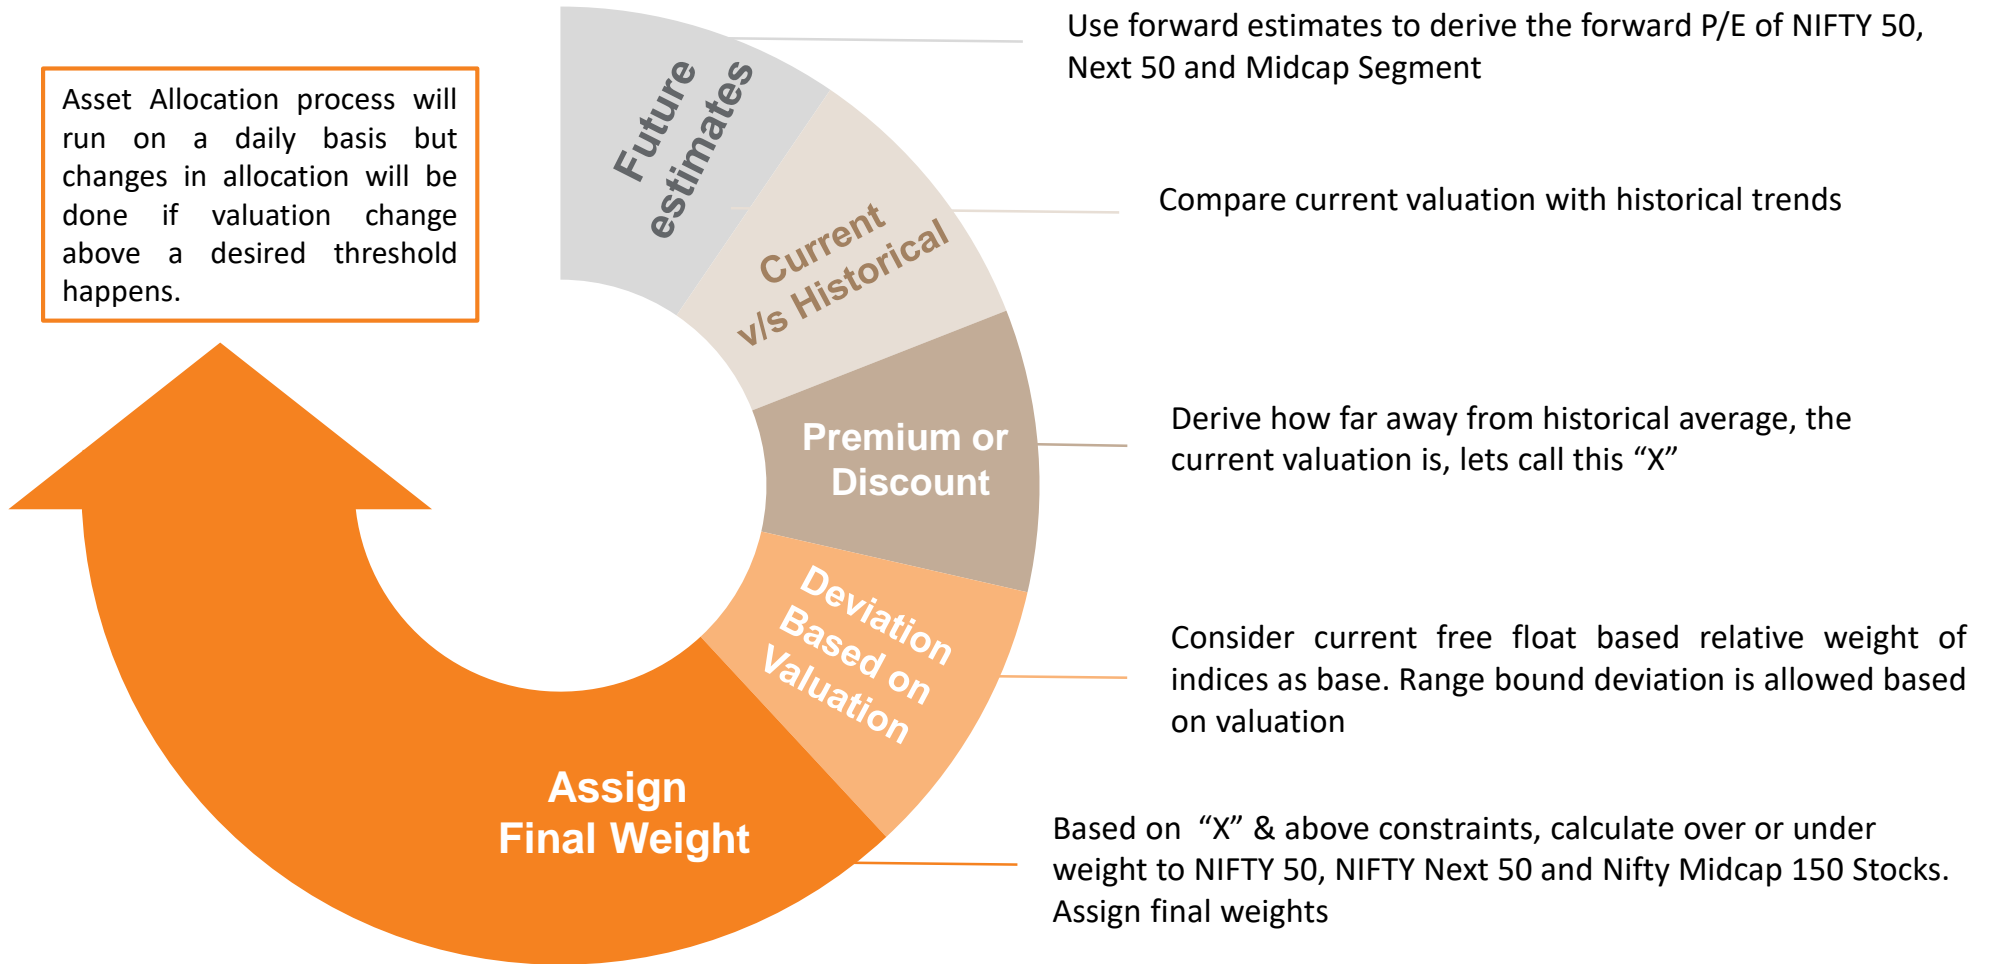 Asset Allocation process will
run on a daily basis but
changes in allocation will be
done if valuation change
above a desired threshold
happens.
Future
estimates
Use forward estimates to derive the forward P/E of NIFTY 50,
Next 50 and Midcap Segment
Current
v/s Historical
Compare current valuation with historical trends
Premium or
Discount
Derive how far away from historical average, the
current valuation is, lets call this “X”
Deviation
Based on
Valuation
Consider current free float based relative weight of
indices as base. Range bound deviation is allowed based
on valuation
Assign
Final Weight
Based on “X” & above constraints, calculate over or under
weight to NIFTY 50, NIFTY Next 50 and Nifty Midcap 150 Stocks.
Assign final weights